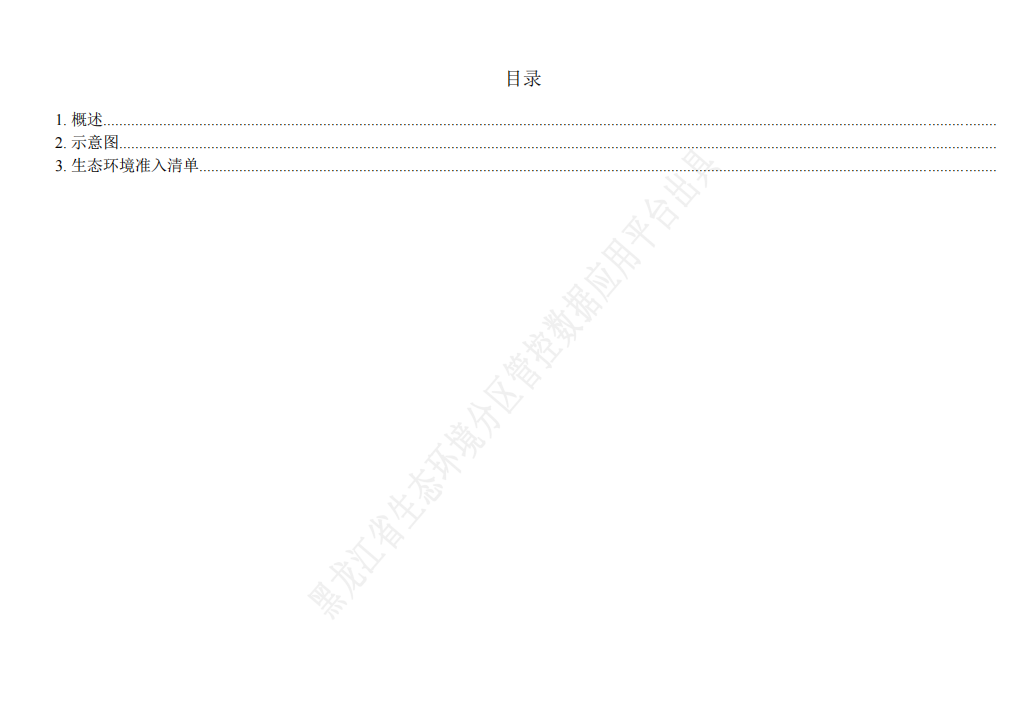 目录
1. 概述
2. 示意图
3. 生态环境准入清单
黑龙江省生态环境分区管控数据应用平台出具